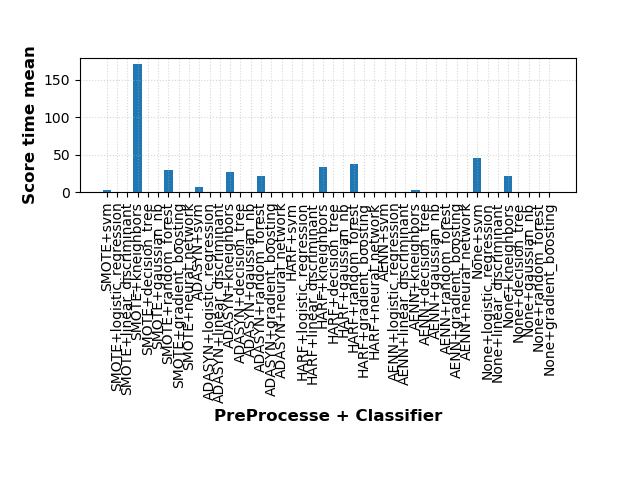 Score time mean
150
100
50
0
SMOTE+svm
SMOTE+logistic_regression
SMOTE+linear_discriminant
SMOTE+kneighbors
SMOTE+decision_tree
SMOTE+gaussian_nb
SMOTE+random_forest
SMOTE+gradient_boosting
SMOTE+neural_network
ADASYN+svm
ADASYN+logistic_regression
ADASYN+linear_discriminant
ADASYN+kneighbors
ADASYN+decision_tree
ADASYN+gaussian_nb
ADASYN+random_forest
ADASYN+gradient_boosting
ADASYN+neural_network
HARF+svm
HARF+logistic_regression
HARF+linear_discriminant
HARF+kneighbors
HARF+decision_tree
HARF+gaussian_nb
HARF+random_forest
HARF+gradient_boosting
HARF+neural_network
AENN+svm
AENN+logistic_regression
AENN+linear_discriminant
AENN+kneighbors
AENN+decision_tree
AENN+gaussian_nb
AENN+random_forest
AENN+gradient_boosting
AENN+neural_network
None+svm
None+logistic_regression
None+linear_discriminant
None+kneighbors
None+decision_tree
None+gaussian_nb
None+random_forest
None+gradient_boosting
PreProcesse + Classifier